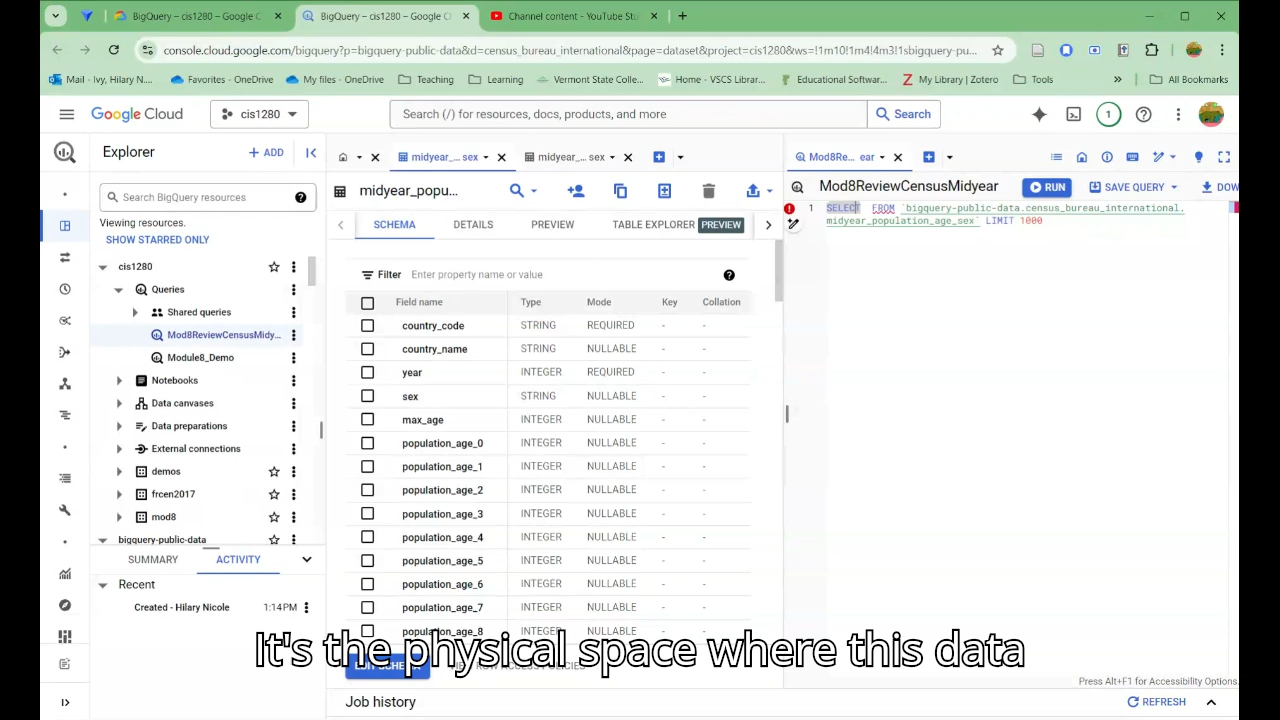 BigQuery – cis1280 – Google Cl
BigQuery – cis1280 – Google Cl
Channel content - YouTube Stu
console.cloud.google.com/bigquery?p=bigquery-public-data&d=census_bureau_international&page=dataset&project=cis1280&ws=!1m10!1m4!4m3!1sbigquery-pu...
Mail - Ivy, Hilary N...
Favorites - OneDrive
My files - OneDrive
Teaching
Learning
Vermont State Colle...
Home - VSCS Librar...
Educational Softwar...
My Library | Zotero
Tools
»
All Bookmarks
Google Cloud
cis1280
Search (/) for resources, docs, products, and more
Search
1
Explorer
+ ADD
midyear_... sex
midyear_... sex
Mod8Re... ear
Search BigQuery resources
midyear_popu...
Mod8ReviewCensusMidyear
RUN
SAVE QUERY
DOW
Viewing resources.
SHOW STARRED ONLY
SCHEMA
DETAILS
PREVIEW
TABLE EXPLORER
PREVIEW
1
SELECT FROM `bigquery-public-data.census_bureau_international.
midyear_population_age_sex` LIMIT 1000
cis1280
Queries
Shared queries
Mod8ReviewCensusMidy...
Module8_Demo
Notebooks
Data canvases
Data preparations
External connections
demos
frcen2017
mod8
bigquery-public-data
Filter Enter property name or value
Field name Type Mode Key Collation
country_code STRING REQUIRED - -
country_name STRING NULLABLE - -
year INTEGER REQUIRED - -
sex STRING NULLABLE - -
max_age INTEGER NULLABLE - -
population_age_0 INTEGER NULLABLE - -
population_age_1 INTEGER NULLABLE - -
population_age_2 INTEGER NULLABLE - -
population_age_3 INTEGER NULLABLE - -
population_age_4 INTEGER NULLABLE - -
population_age_5 INTEGER NULLABLE - -
population_age_6 INTEGER NULLABLE - -
population_age_7 INTEGER NULLABLE - -
population_age_8 INTEGER NULLABLE - -
SUMMARY
ACTIVITY
Recent
Created - Hilary Nicole 1:14 PM
It's the physical space where this data
Press Alt+F1 for Accessibility Options.
Job history
REFRESH